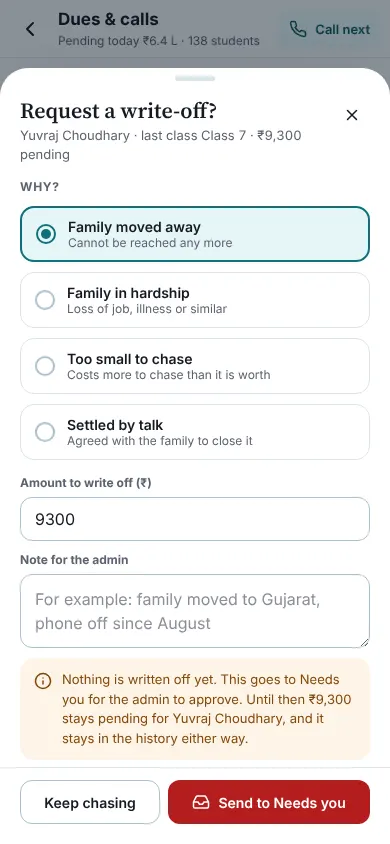 Dues & calls
Pending today ₹6.4 L · 138 students
Call next
Request a write-off?
Yuvraj Choudhary · last class Class 7 · ₹9,300
pending
WHY?
Family moved away
Cannot be reached any more
Family in hardship
Loss of job, illness or similar
Too small to chase
Costs more to chase than it is worth
Settled by talk
Agreed with the family to close it
Amount to write off (₹)
9300
Note for the admin
For example: family moved to Gujarat,
phone off since August
Nothing is written off yet. This goes to Needs
you for the admin to approve. Until then ₹9,300
stays pending for Yuvraj Choudhary, and it
stays in the history either way.
Keep chasing
Send to Needs you